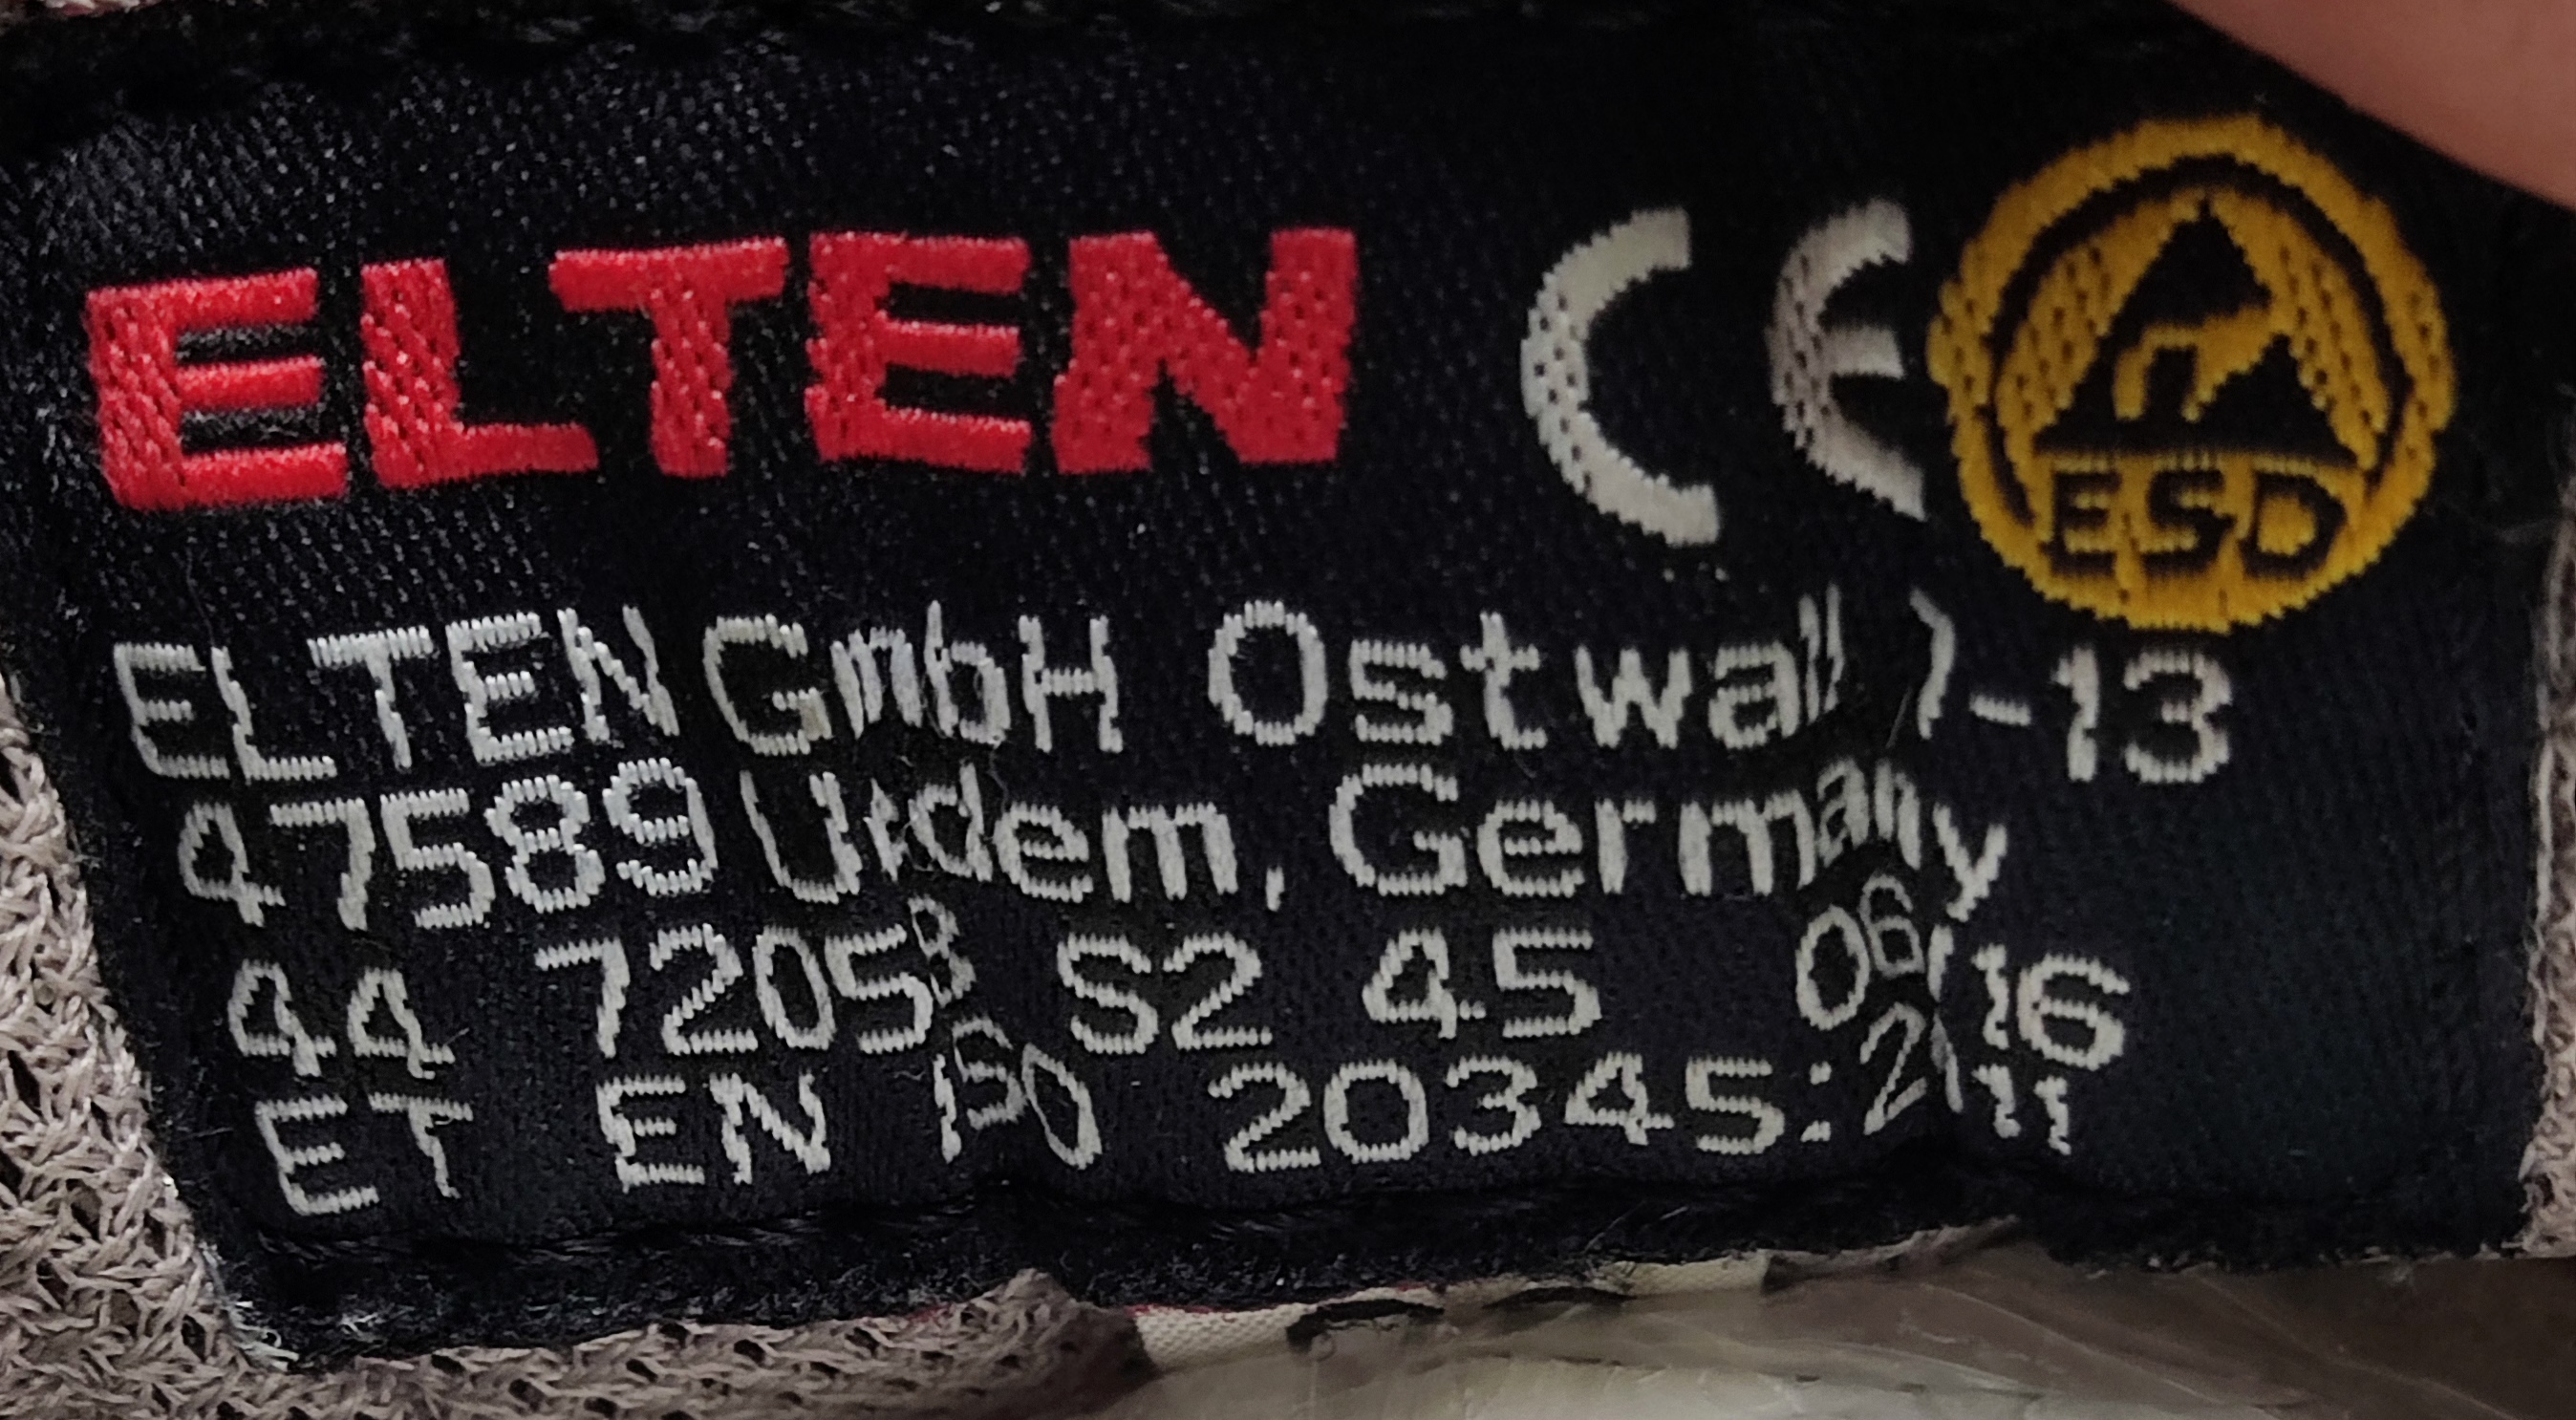 ELTEN CE ESD
ELTEN GmbH Ostwall 7-13
47589 Uedem, Germany
44 72058 S2 45 06/16
ET EN ISO 20345:2011